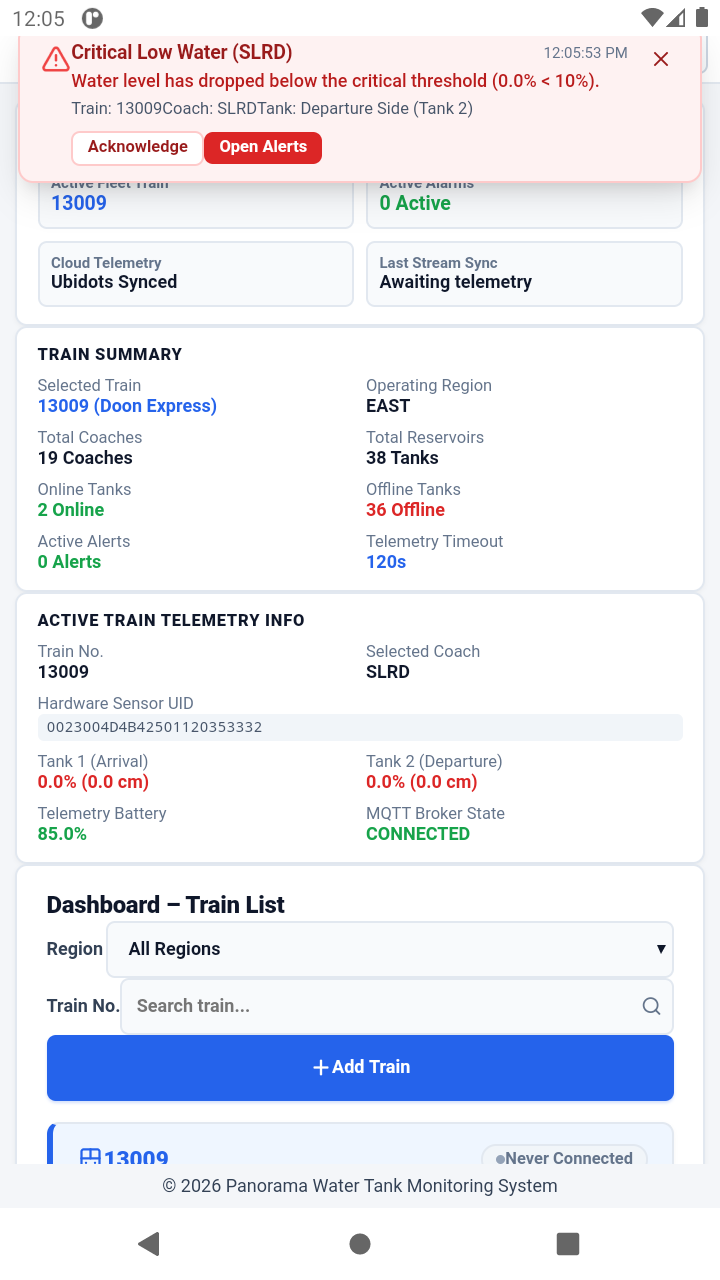 12:05
Critical Low Water (SLRD)
12:05:53 PM
Water level has dropped below the critical threshold (0.0% < 10%).
Train: 13009Coach: SLRDTank: Departure Side (Tank 2)
Acknowledge
Open Alerts
Active Fleet Train
Active Alarms
13009
0 Active
Cloud Telemetry
Last Stream Sync
Ubidots Synced
Awaiting telemetry
TRAIN SUMMARY
Selected Train
Operating Region
13009 (Doon Express)
EAST
Total Coaches
Total Reservoirs
19 Coaches
38 Tanks
Online Tanks
Offline Tanks
2 Online
36 Offline
Active Alerts
Telemetry Timeout
0 Alerts
120s
ACTIVE TRAIN TELEMETRY INFO
Train No.
Selected Coach
13009
SLRD
Hardware Sensor UID
0023004D4B42501120353332
Tank 1 (Arrival)
Tank 2 (Departure)
0.0% (0.0 cm)
0.0% (0.0 cm)
Telemetry Battery
MQTT Broker State
85.0%
CONNECTED
Dashboard – Train List
Region
All Regions
Train No.
Search train...
+Add Train
13009
Never Connected
© 2026 Panorama Water Tank Monitoring System